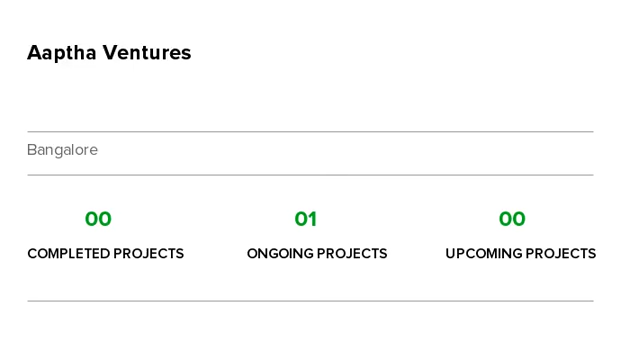 Aaptha Ventures
Bangalore
00 01 00
COMPLETED PROJECTS ONGOING PROJECTS UPCOMING PROJECTS